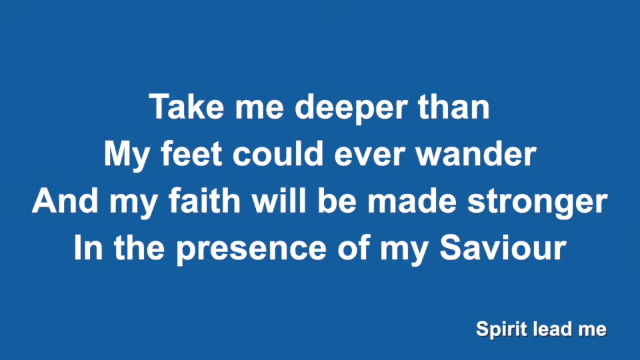 Take me deeper than
My feet could ever wander
And my faith will be made stronger
In the presence of my Saviour
Spirit lead me